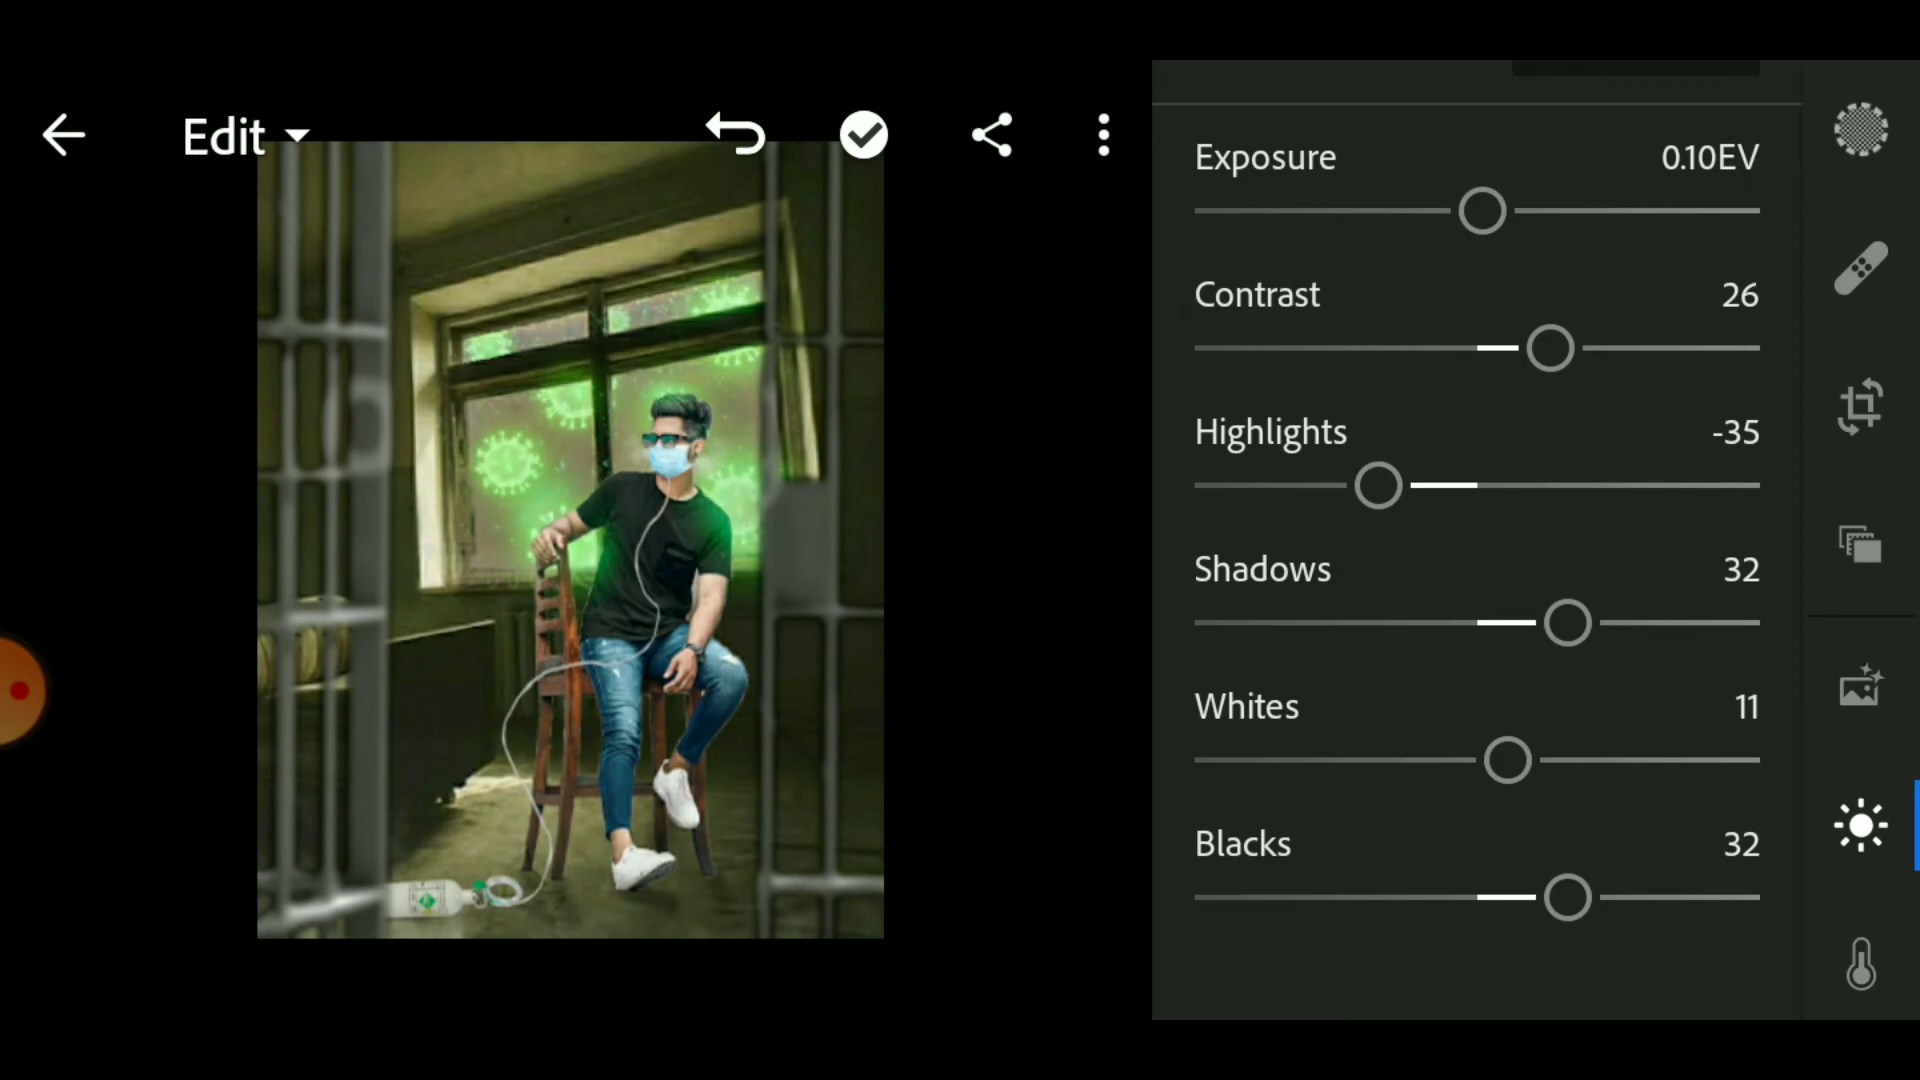 Edit
Exposure 0.10EV
Contrast 26
Highlights -35
Shadows 32
Whites 11
Blacks 32